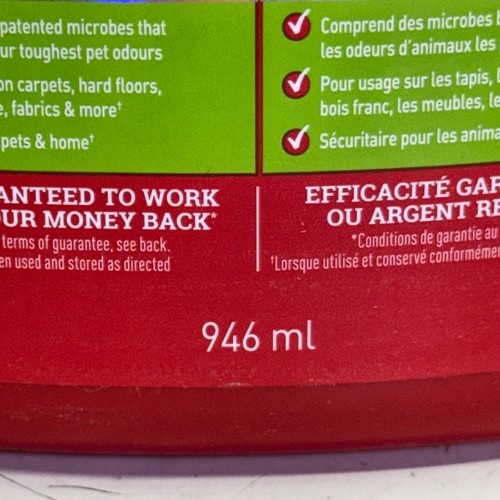 patented microbes that
ur toughest pet odours
on carpets, hard floors,
e, fabrics & more†
pets & home†
Comprend des microbes
les odeurs d'animaux les
Pour usage sur les tapis,
bois franc, les meubles, le
Sécuritaire pour les anima
ANTEED TO WORK
OUR MONEY BACK*
terms of guarantee, see back.
en used and stored as directed
EFFICACITÉ GAR
OU ARGENT RE
*Conditions de garantie au
†Lorsque utilisé et conservé conformémen
946 ml